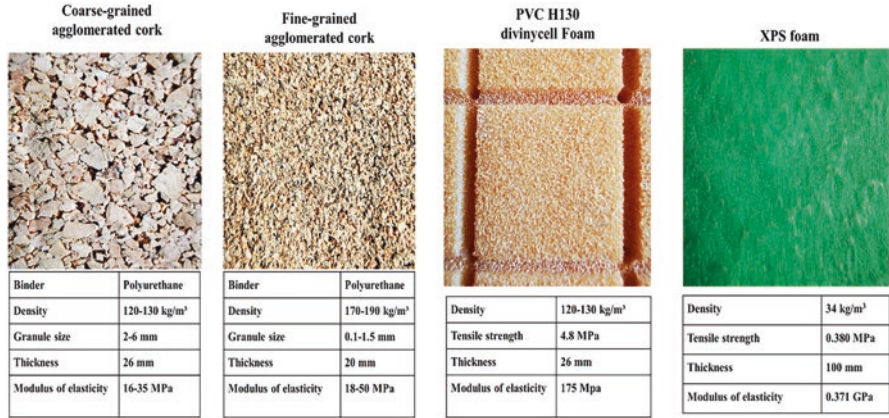 Coarse-grained
agglomerated cork
Binder Polyurethane
Density 120-130 kg/m³
Granule size 2-6 mm
Thickness 26 mm
Modulus of elasticity 16-35 MPa
Fine-grained
agglomerated cork
Binder Polyurethane
Density 170-190 kg/m³
Granule size 0.1-1.5 mm
Thickness 20 mm
Modulus of elasticity 18-50 MPa
PVC H130
divinycell Foam
Density 120-130 kg/m³
Tensile strength 4.8 MPa
Thickness 26 mm
Modulus of elasticity 175 Mpa
XPS foam
Density 34 kg/m³
Tensile strength 0.380 MPa
Thickness 100 mm
Modulus of elasticity 0.371 GPa